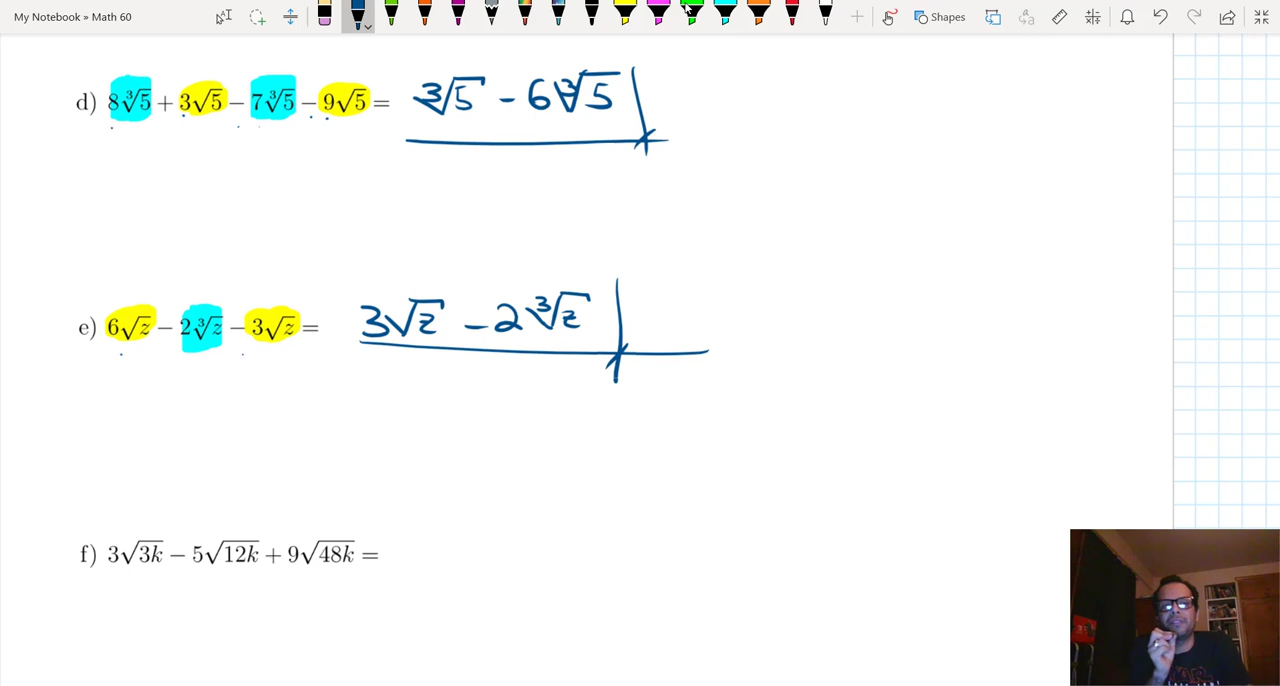 My Notebook » Math 60
Shapes
d) 8∛5 + 3√5 − 7∛5 − 9√5 = ∛5 - 6∛5
e) 6√z − 2∛z − 3√z = 3√z - 2∛z
f) 3√3k − 5√12k + 9√48k =